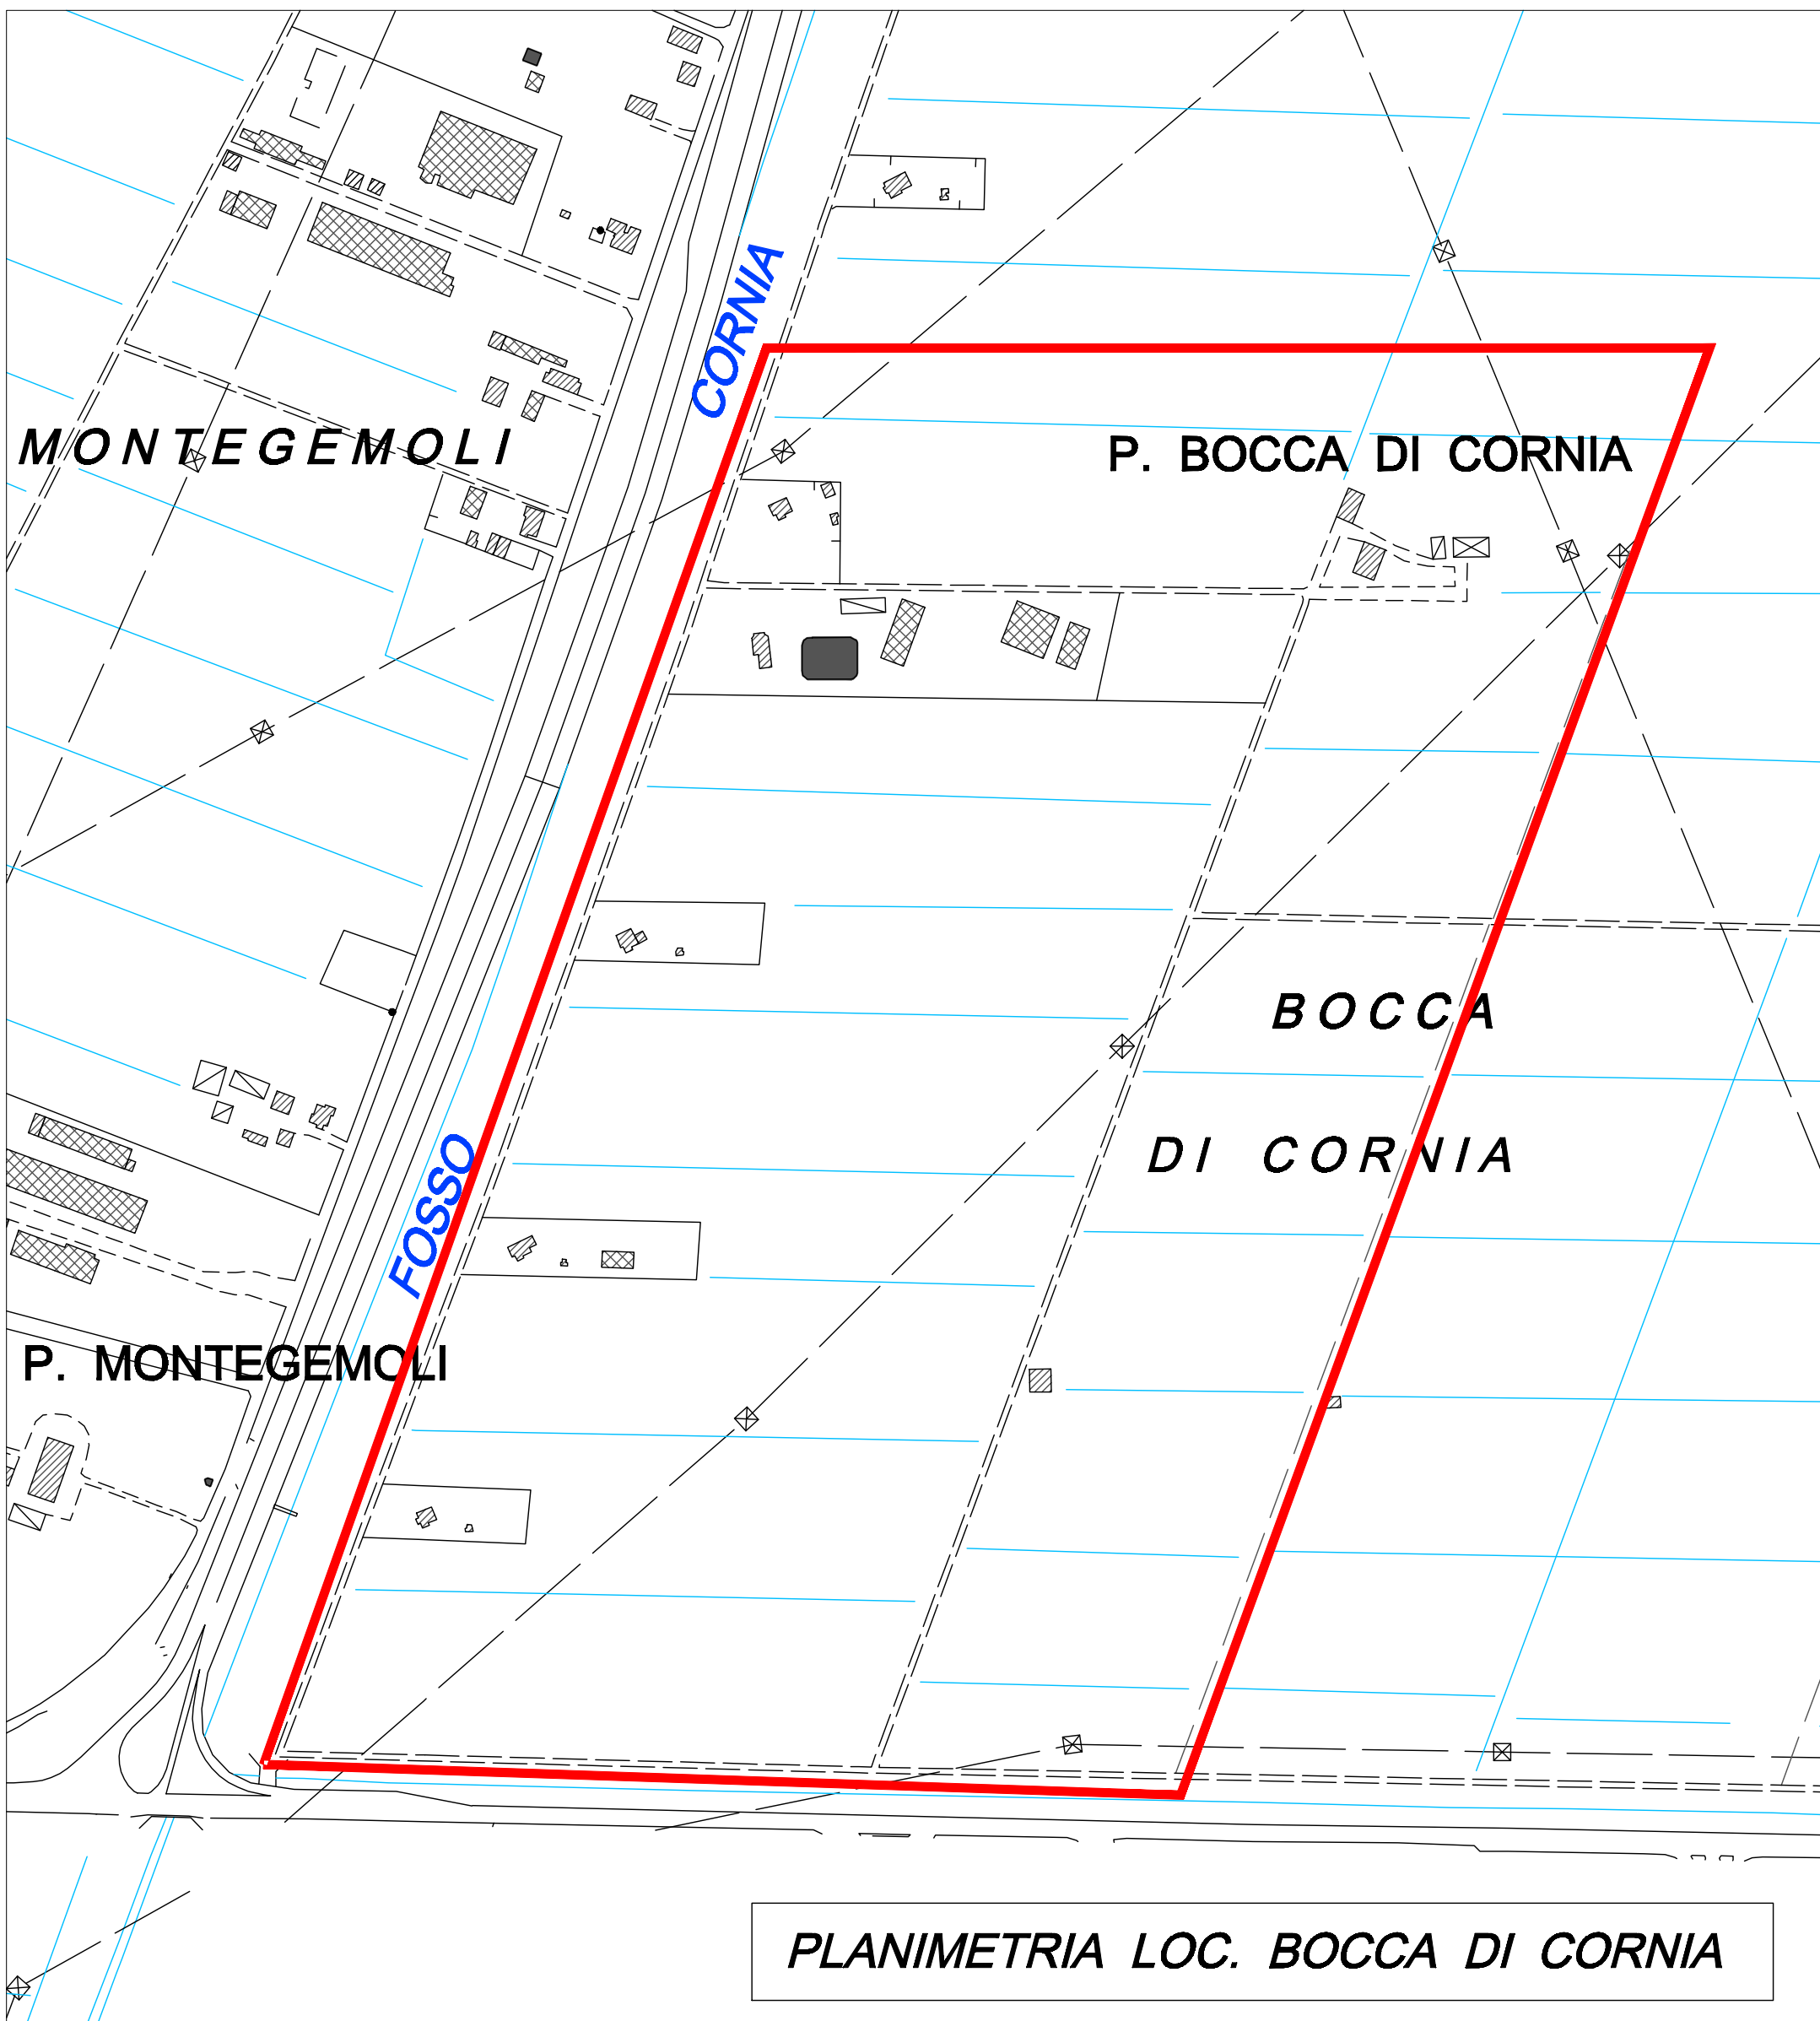 CORNIA
MONTEGEMOLI
P. BOCCA DI CORNIA
BOCCA
DI CORNIA
FOSSO
P. MONTEGEMOLI
PLANIMETRIA LOC. BOCCA DI CORNIA